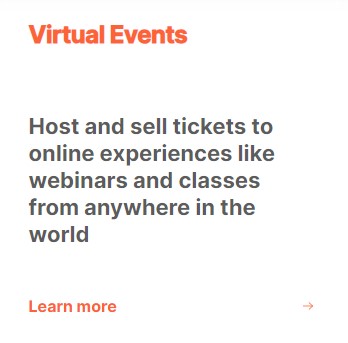 Virtual Events
Host and sell tickets to
online experiences like
webinars and classes
from anywhere in the
world
Learn more →